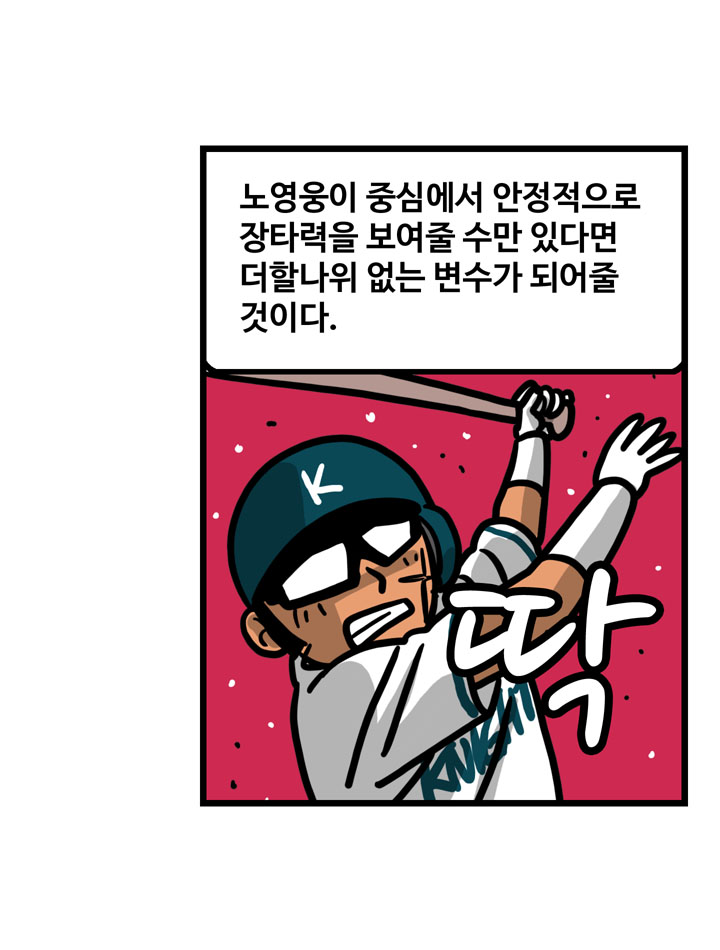 노영웅이 중심에서 안정적으로
장타력을 보여줄 수만 있다면
더할나위 없는 변수가 되어줄
것이다.
K
딱
KNIGHT